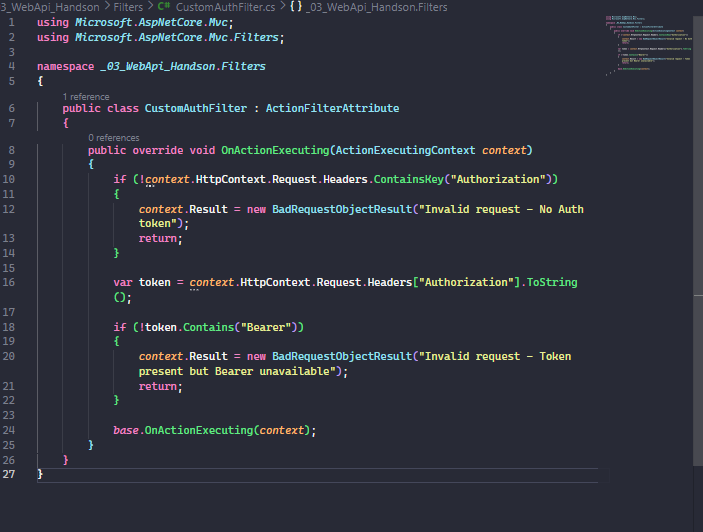 3_WebApi_Handson > Filters > C# CustomAuthFilter.cs > {} _03_WebApi_Handson.Filters
1 using Microsoft.AspNetCore.Mvc;
2 using Microsoft.AspNetCore.Mvc.Filters;
3
4 namespace _03_WebApi_Handson.Filters
5 {
1 reference
6 public class CustomAuthFilter : ActionFilterAttribute
7 {
0 references
8 public override void OnActionExecuting(ActionExecutingContext context)
9 {
10 if (!context.HttpContext.Request.Headers.ContainsKey("Authorization"))
11 {
12 context.Result = new BadRequestObjectResult("Invalid request - No Auth
token");
13 return;
14 }
15
16 var token = context.HttpContext.Request.Headers["Authorization"].ToString
();
17
18 if (!token.Contains("Bearer"))
19 {
20 context.Result = new BadRequestObjectResult("Invalid request - Token
present but Bearer unavailable");
21 return;
22 }
23
24 base.OnActionExecuting(context);
25 }
26 }
27 }